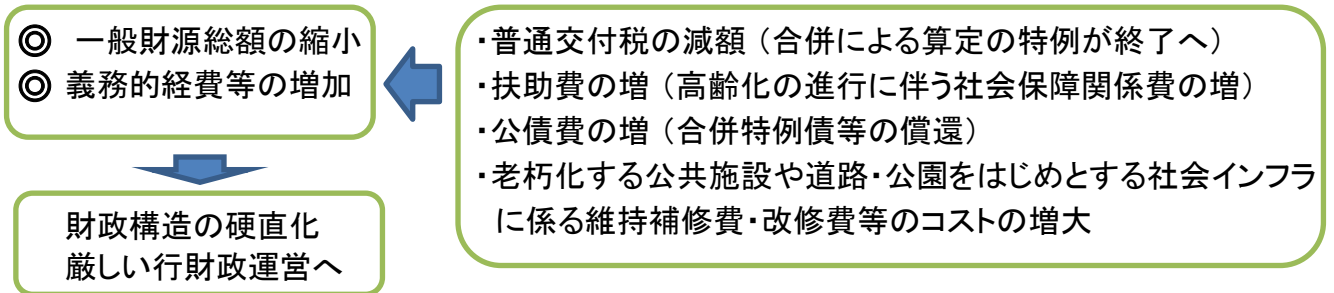 ◎ 一般財源総額の縮小
◎ 義務的経費等の増加
・普通交付税の減額（合併による算定の特例が終了へ）
・扶助費の増（高齢化の進行に伴う社会保障関係費の増）
・公債費の増（合併特例債等の償還）
・老朽化する公共施設や道路・公園をはじめとする社会インフラ
に係る維持補修費・改修費等のコストの増大
財政構造の硬直化
厳しい行財政運営へ